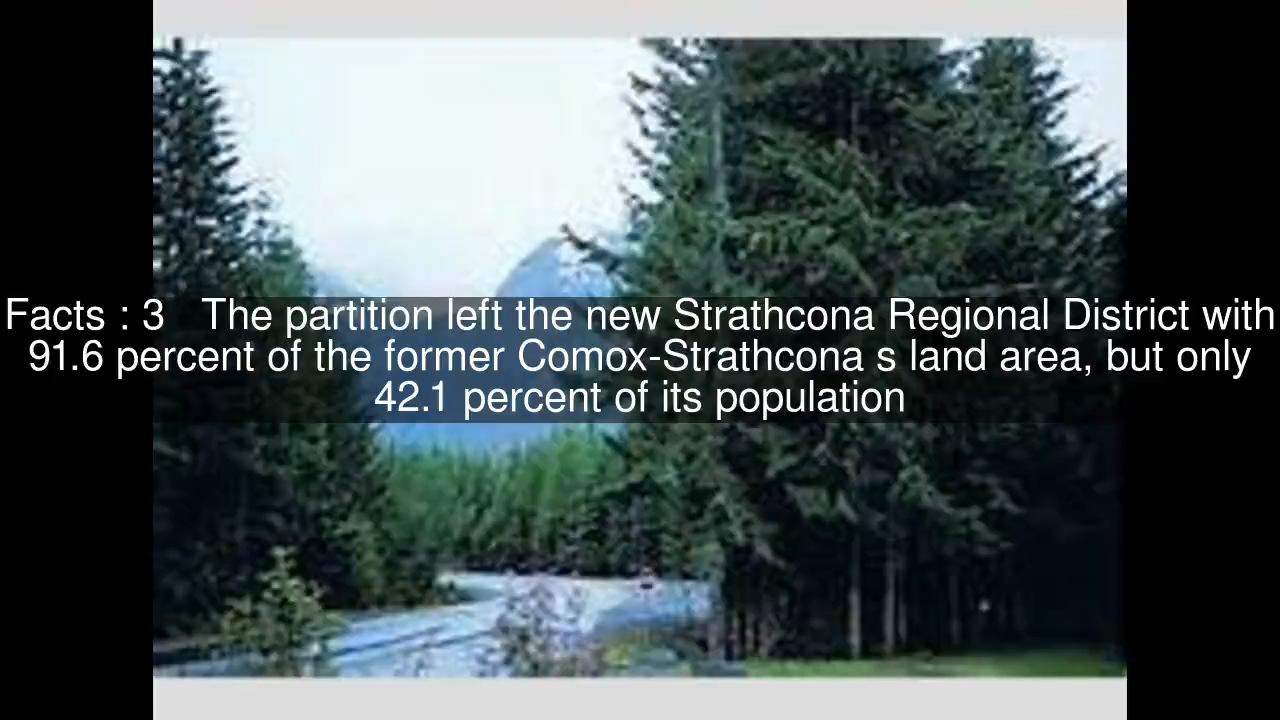 Facts : 3   The partition left the new Strathcona Regional District with
91.6 percent of the former Comox-Strathcona s land area, but only
42.1 percent of its population